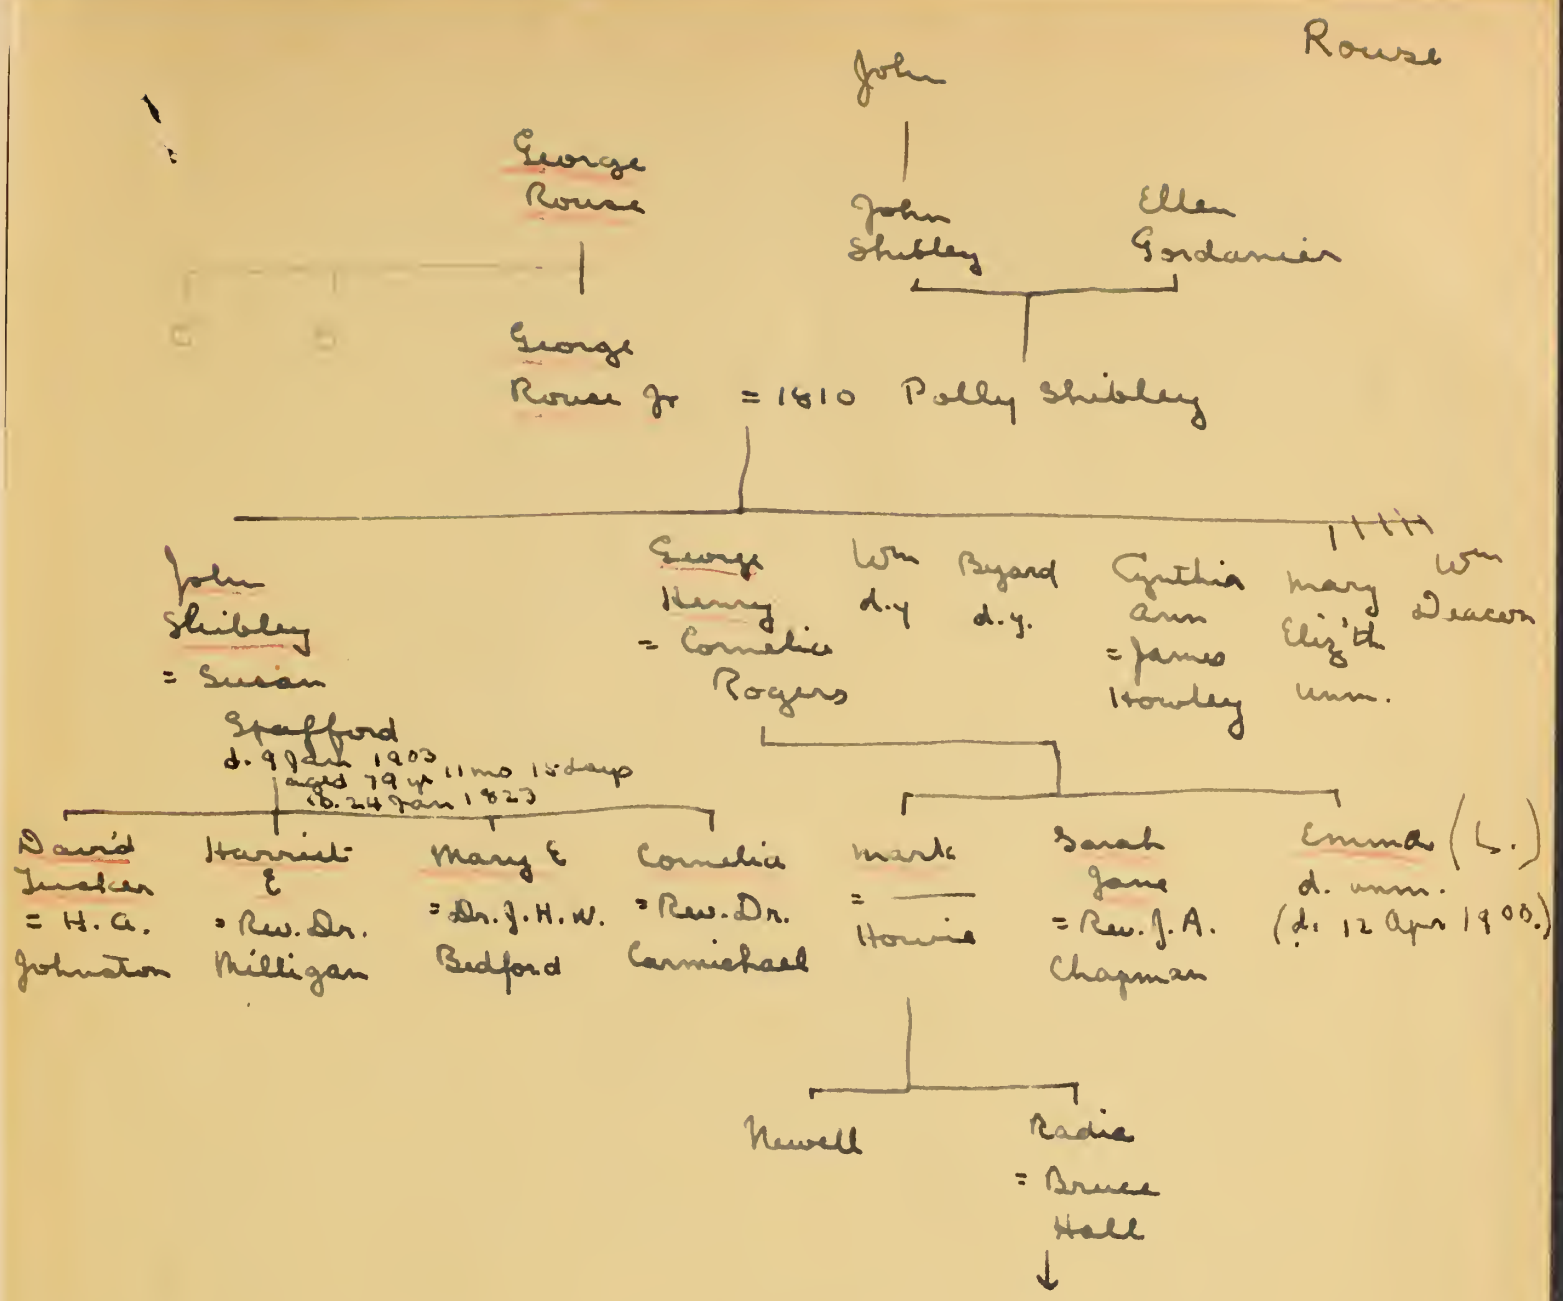 Rouse
John
George
Rouse
John
Shibley
Ellen
Gordanier
George
Rouse Jr = 1810 Polly Shibley
John
Shibley
= Susan
Spafford
d. 9 Jan 1903
aged 79 yr 11 mo 15 days
b. 24 Jan 1823
George
Henry
= Cornelia
Rogers
Wm
d.y
Byard
d.y.
Cynthia
Ann
= James
Howley
Mary
Eliz'th
unm.
Wm
Deacon
David
= H.A.
Johnston
Harriet
E
= Rev. Dr.
Milligan
Mary E
= Dr. J.H.W.
Bedford
Cornelia
= Rev. Dr.
Carmichael
Mark
= ———
Howie
Sarah
Jane
= Rev. J.A.
Chapman
Emma (L.)
d. unm.
(d. 12 Apr 1900.)
Newell
Radie
= Bruce
Hall